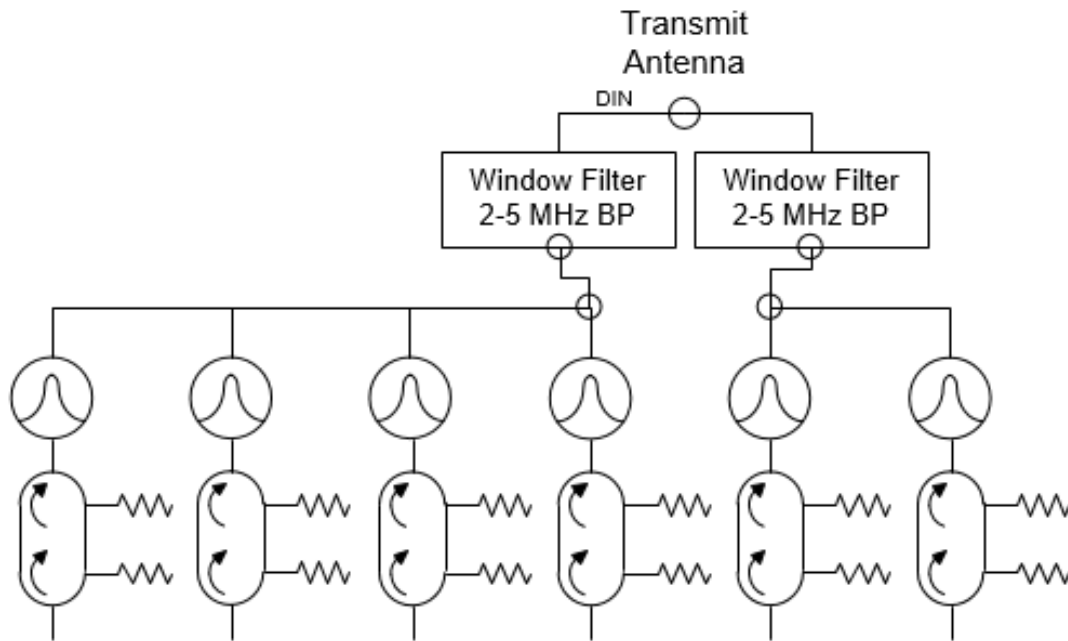 Transmit
Antenna
DIN
Window Filter
2-5 MHz BP
Window Filter
2-5 MHz BP